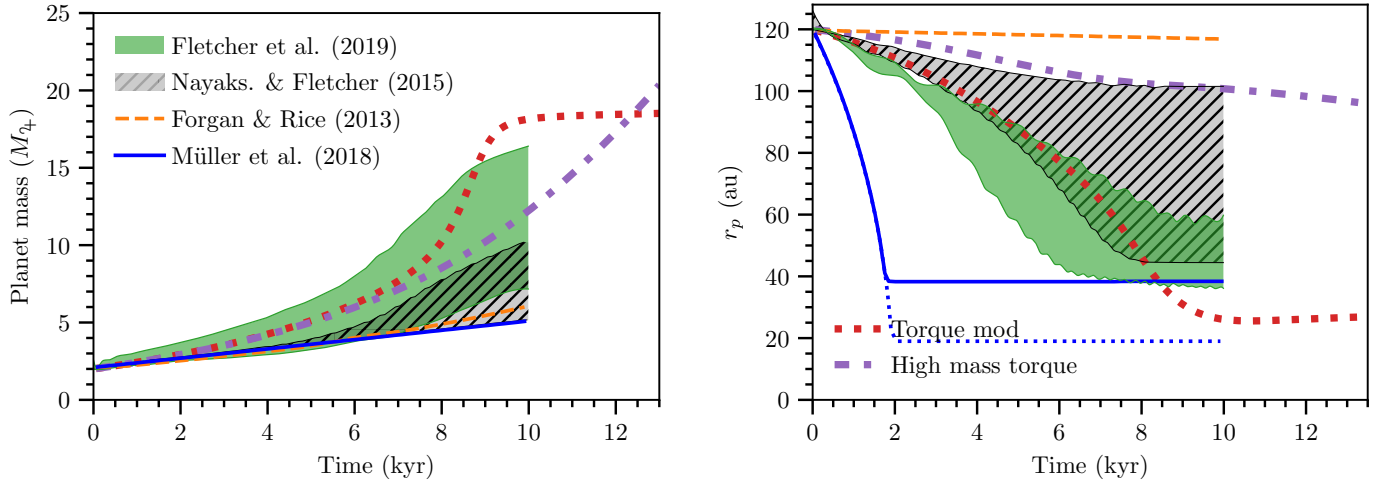 Fletcher et al. (2019)
Nayaks. & Fletcher (2015)
Forgan & Rice (2013)
Müller et al. (2018)
Planet mass (M♃)
0
5
10
15
20
25
0 2 4 6 8 10 12
Time (kyr)
r_p (au)
0
20
40
60
80
100
120
Torque mod
High mass torque
0 2 4 6 8 10 12
Time (kyr)